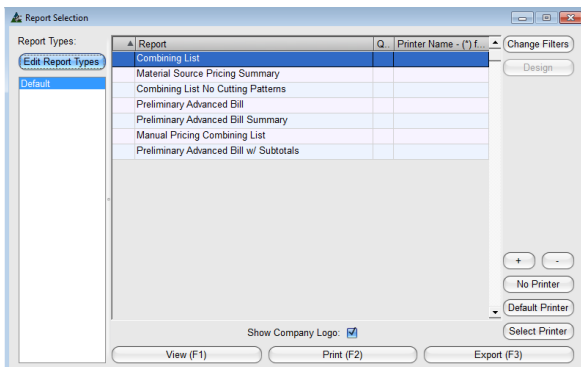 Report Selection
Report Types:
Edit Report Types
Default
Report Q.. Printer Name - (*) f...
Combining List
Material Source Pricing Summary
Combining List No Cutting Patterns
Preliminary Advanced Bill
Preliminary Advanced Bill Summary
Manual Pricing Combining List
Preliminary Advanced Bill w/ Subtotals
Change Filters
Design
+ -
No Printer
Default Printer
Select Printer
Show Company Logo:
View (F1) Print (F2) Export (F3)